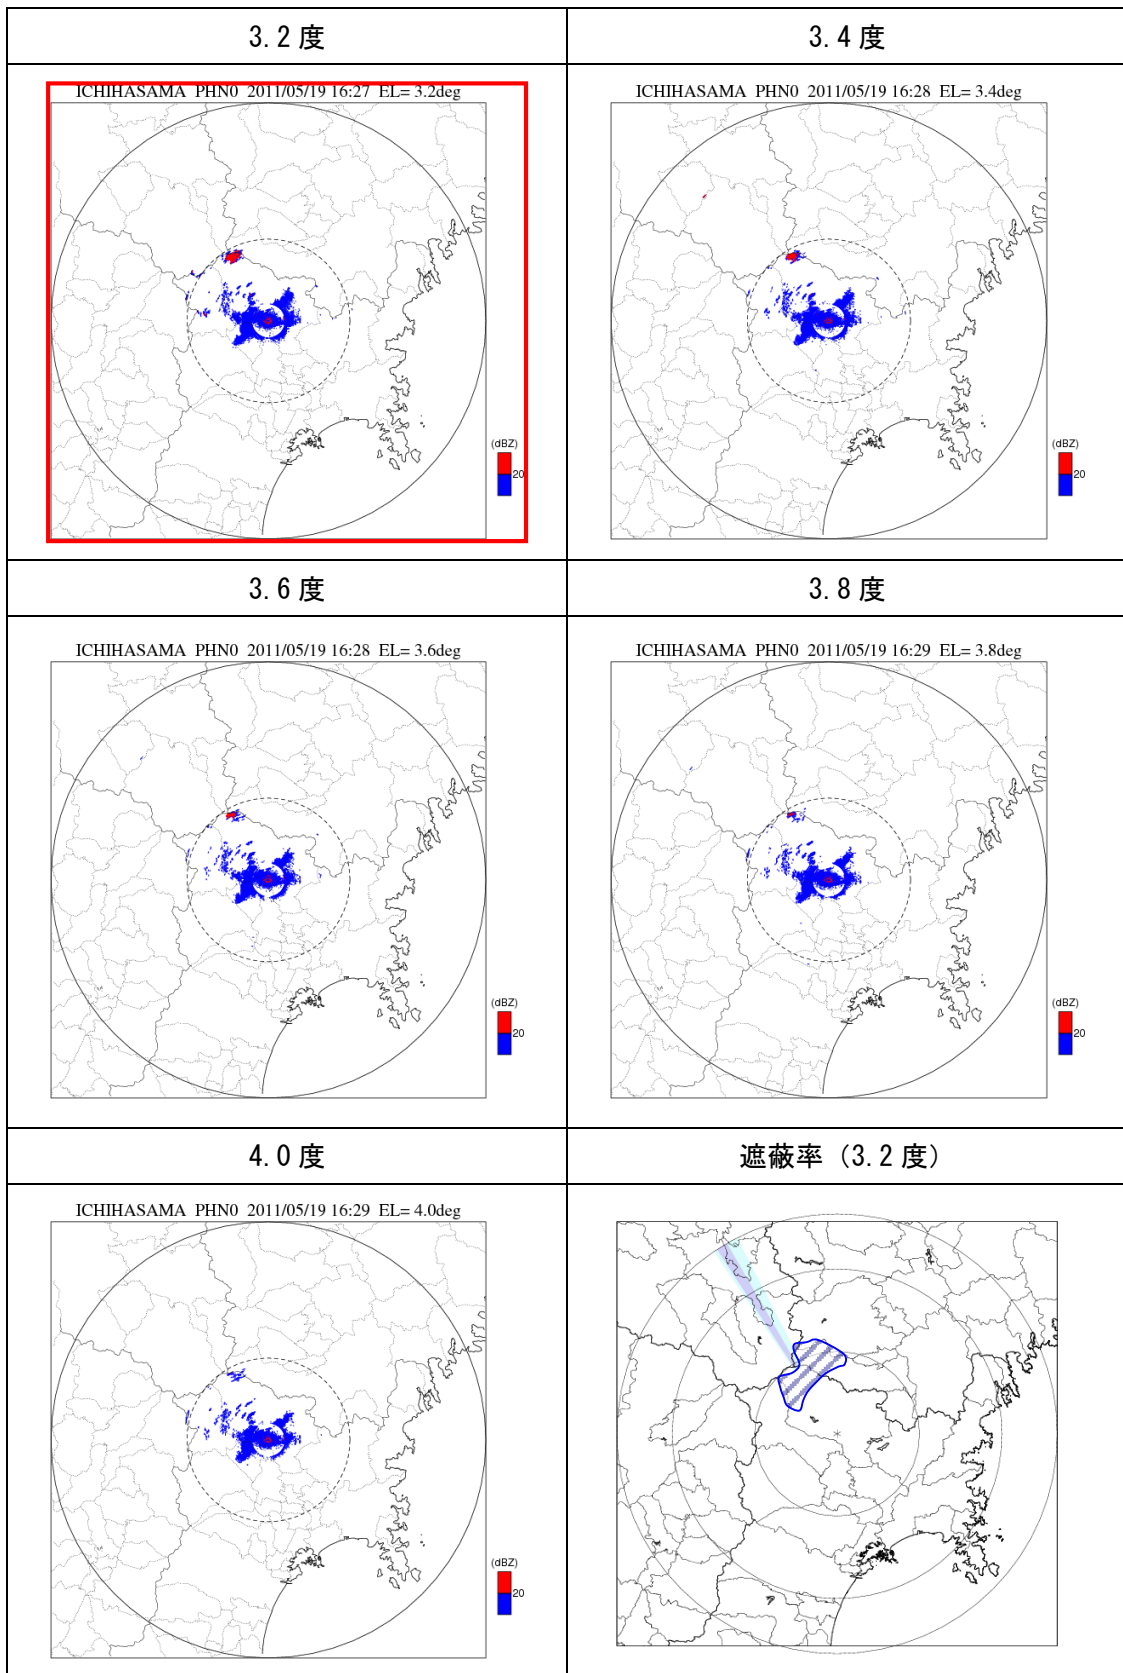 3.2度
3.4度
ICHIHASAMA PHN0 2011/05/19 16:27 EL= 3.2deg
(dBZ)
20
ICHIHASAMA PHN0 2011/05/19 16:28 EL= 3.4deg
(dBZ)
20
3.6度
3.8度
ICHIHASAMA PHN0 2011/05/19 16:28 EL= 3.6deg
(dBZ)
20
ICHIHASAMA PHN0 2011/05/19 16:29 EL= 3.8deg
(dBZ)
20
4.0度
遮蔽率（3.2度）
ICHIHASAMA PHN0 2011/05/19 16:29 EL= 4.0deg
(dBZ)
20